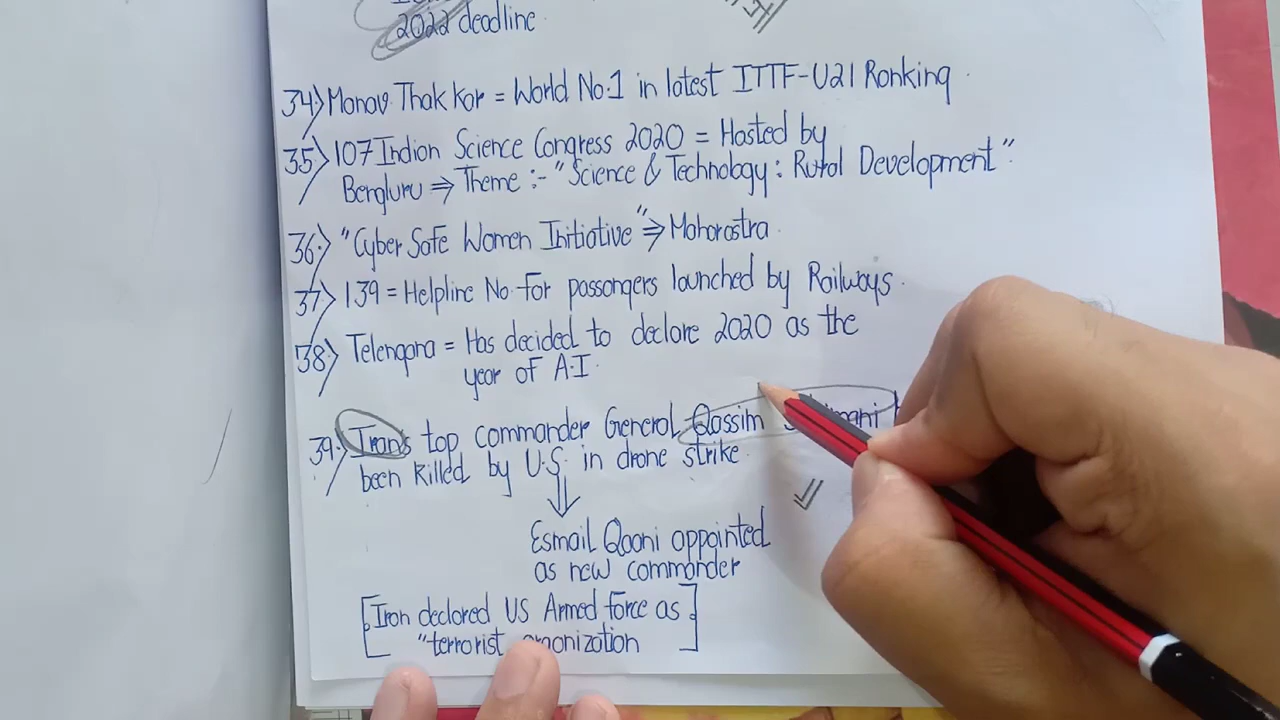 2022 deadline
34) Manav Thakkar = World No.1 in latest ITTF-U21 Ranking.
35) 107 Indian Science Congress 2020 = Hosted by
Bengluru ⇒ Theme :- "Science & Technology: Rural Development".
36) "Cyber Safe Women Initiative" ⇒ Maharastra
37) 139 = Helpline No. for passangers launched by Railways.
38) Telengana = Has decided to declare 2020 as the
year of A.I.
39) Iran's top commander General Qassim
been killed by U.S. in drone strike
Esmail Qaani appointed
as new commander
[Iran declared US Armed force as
"terrorist organization]